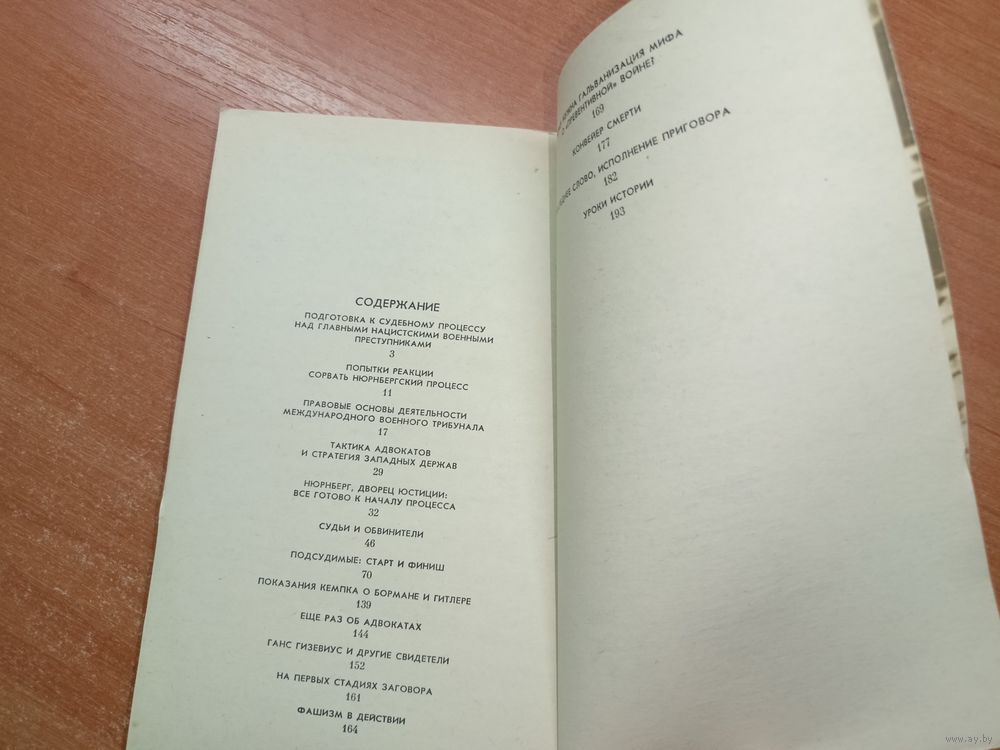 СОДЕРЖАНИЕ
ПОДГОТОВКА К СУДЕБНОМУ ПРОЦЕССУ
НАД ГЛАВНЫМИ НАЦИСТСКИМИ ВОЕННЫМИ
ПРЕСТУПНИКАМИ
3
ПОПЫТКИ РЕАКЦИИ
СОРВАТЬ НЮРНБЕРГСКИЙ ПРОЦЕСС
11
ПРАВОВЫЕ ОСНОВЫ ДЕЯТЕЛЬНОСТИ
МЕЖДУНАРОДНОГО ВОЕННОГО ТРИБУНАЛА
17
ТАКТИКА АДВОКАТОВ
И СТРАТЕГИЯ ЗАПАДНЫХ ДЕРЖАВ
29
НЮРНБЕРГ, ДВОРЕЦ ЮСТИЦИИ:
ВСЕ ГОТОВО К НАЧАЛУ ПРОЦЕССА
32
СУДЬИ И ОБВИНИТЕЛИ
46
ПОДСУДИМЫЕ: СТАРТ И ФИНИШ
70
ПОКАЗАНИЯ КЕМПКА О БОРМАНЕ И ГИТЛЕРЕ
139
ЕЩЕ РАЗ ОБ АДВОКАТАХ
144
ГАНС ГИЗЕВИУС И ДРУГИЕ СВИДЕТЕЛИ
152
НА ПЕРВЫХ СТАДИЯХ ЗАГОВОРА
161
ФАШИЗМ В ДЕЙСТВИИ
164
ГАЛЬВАНИЗАЦИЯ МИФА
«ПРЕВЕНТИВНОЙ» ВОЙНЕ?
169
КОНВЕЙЕР СМЕРТИ
177
СЛОВО, ИСПОЛНЕНИЕ ПРИГОВОРА
182
УРОКИ ИСТОРИИ
193
www.ay.by